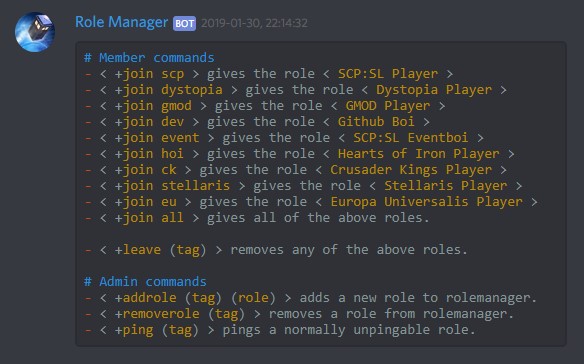 Role Manager BOT 2019-01-30, 22:14:32
# Member commands
- < +join scp > gives the role < SCP:SL Player >
- < +join dystopia > gives the role < Dystopia Player >
- < +join gmod > gives the role < GMOD Player >
- < +join dev > gives the role < Github Boi >
- < +join event > gives the role < SCP:SL Eventboi >
- < +join hoi > gives the role < Hearts of Iron Player >
- < +join ck > gives the role < Crusader Kings Player >
- < +join stellaris > gives the role < Stellaris Player >
- < +join eu > gives the role < Europa Universalis Player >
- < +join all > gives all of the above roles.
- < +leave (tag) > removes any of the above roles.
# Admin commands
- < +addrole (tag) (role) > adds a new role to rolemanager.
- < +removerole (tag) > removes a role from rolemanager.
- < +ping (tag) > pings a normally unpingable role.